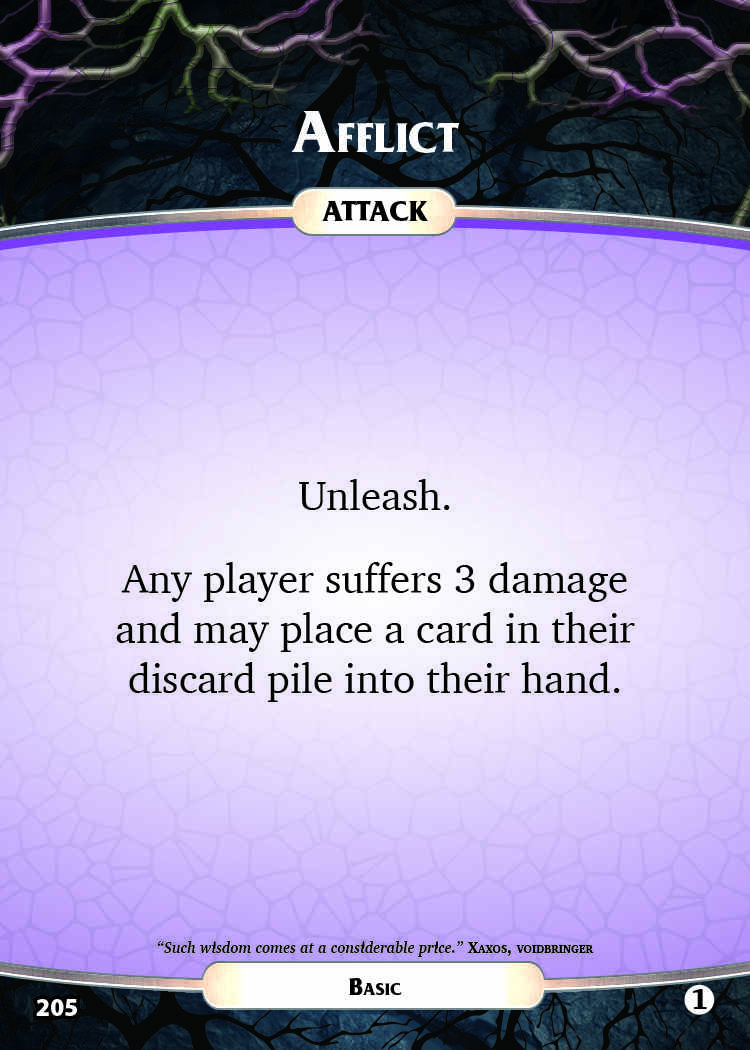 Afflict
ATTACK
Unleash.
Any player suffers 3 damage
and may place a card in their
discard pile into their hand.
“Such wisdom comes at a considerable price.” Xaxos, voidbringer
Basic
205
1